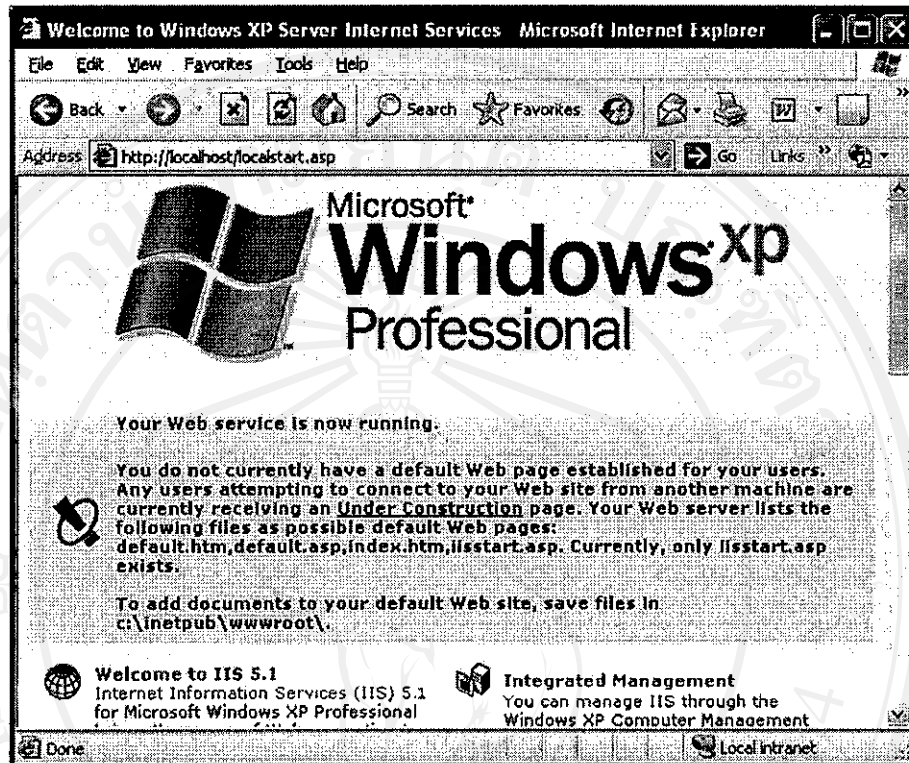 Welcome to Windows XP Server Internet Services Microsoft Internet Explorer
File Edit View Favorites Tools Help
Back Search Favorites
Address http://localhost/localstart.asp Go Links
Microsoft
Windows xp
Professional
Your Web service is now running.
You do not currently have a default Web page established for your users.
Any users attempting to connect to your Web site from another machine are
currently receiving an Under Construction page. Your Web server lists the
following files as possible default Web pages:
default.htm,default.asp,index.htm,iisstart.asp. Currently, only iisstart.asp
exists.
To add documents to your default Web site, save files in
c:\inetpub\wwwroot\.
Welcome to IIS 5.1
Internet Information Services (IIS) 5.1
for Microsoft Windows XP Professional
Integrated Management
You can manage IIS through the
Windows XP Computer Management
Done Local intranet